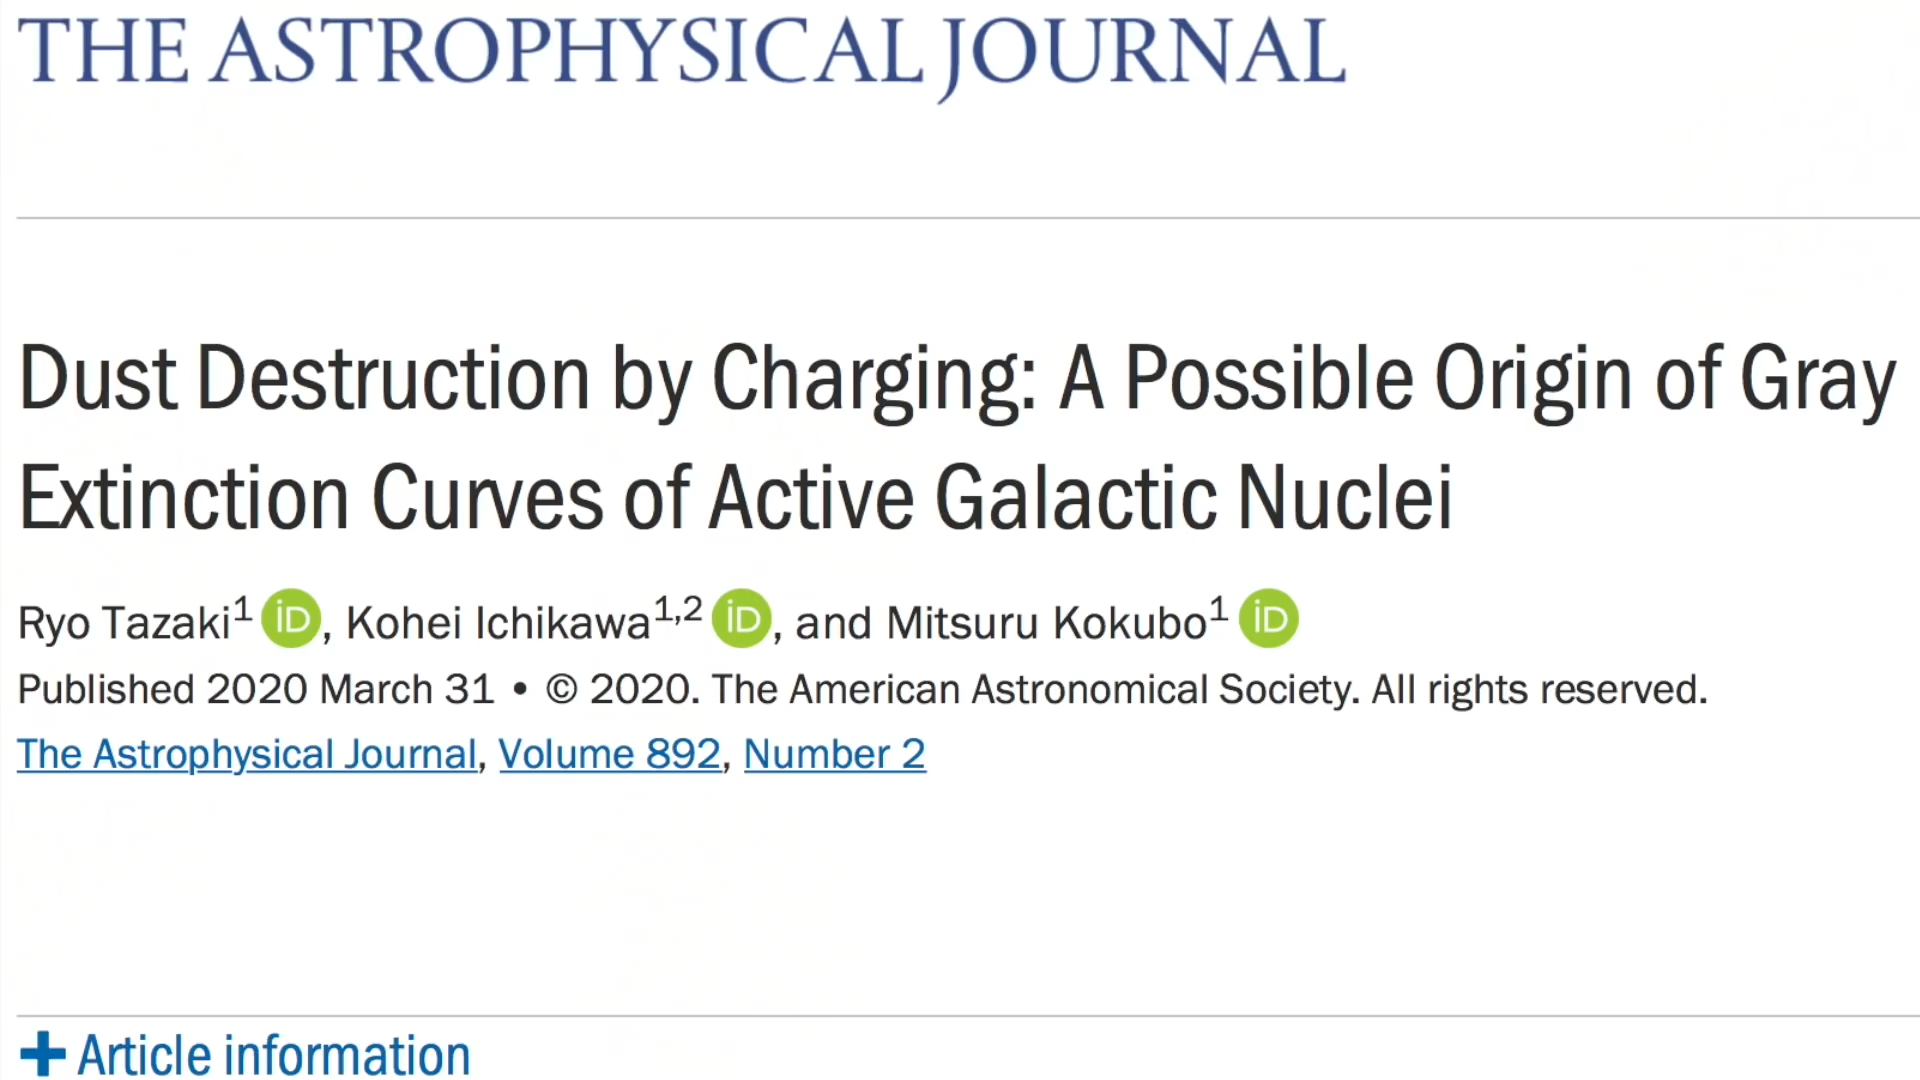 THE ASTROPHYSICAL JOURNAL
Dust Destruction by Charging: A Possible Origin of Gray
Extinction Curves of Active Galactic Nuclei
Ryo Tazaki1 iD, Kohei Ichikawa1,2 iD, and Mitsuru Kokubo1 iD
Published 2020 March 31 • © 2020. The American Astronomical Society. All rights reserved.
The Astrophysical Journal, Volume 892, Number 2
+ Article information